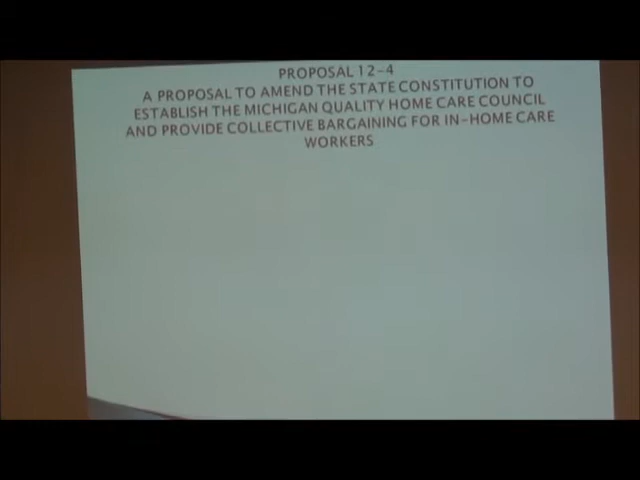 PROPOSAL 12-4
A PROPOSAL TO AMEND THE STATE CONSTITUTION TO
ESTABLISH THE MICHIGAN QUALITY HOME CARE COUNCIL
AND PROVIDE COLLECTIVE BARGAINING FOR IN-HOME CARE
WORKERS